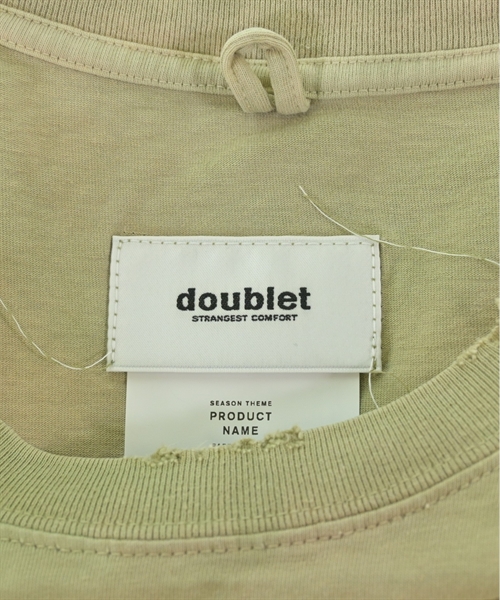 doublet
STRANGEST COMFORT
SEASON THEME
PRODUCT
NAME